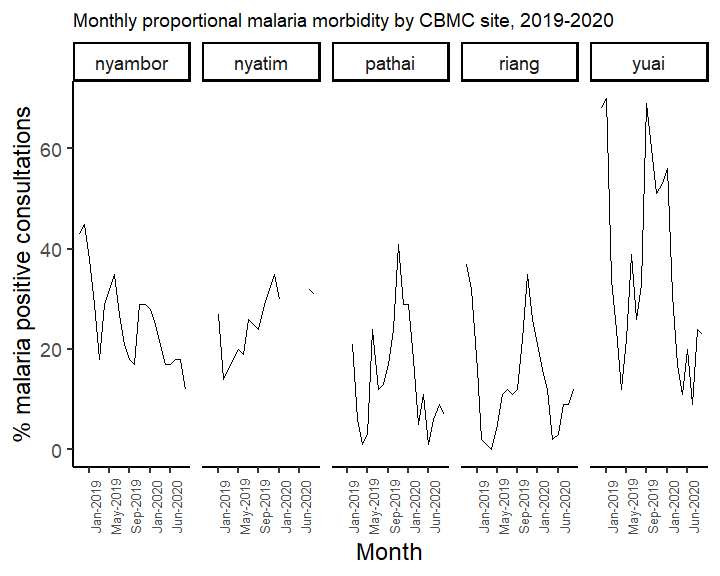 Monthly proportional malaria morbidity by CBMC site, 2019-2020
nyambor nyatim pathai riang yuai
% malaria positive consultations
60
40
20
0
Jan-2019 May-2019 Sep-2019 Jan-2020 Jun-2020 Jan-2019 May-2019 Sep-2019 Jan-2020 Jun-2020 Jan-2019 May-2019 Sep-2019 Jan-2020 Jun-2020 Jan-2019 May-2019 Sep-2019 Jan-2020 Jun-2020 Jan-2019 May-2019 Sep-2019 Jan-2020 Jun-2020
Month